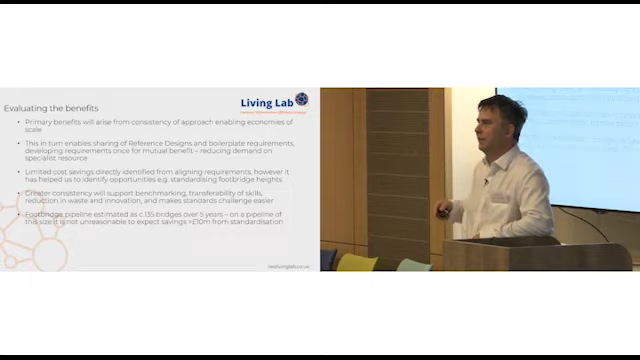 Living Lab
Evaluating the benefits
• Primary benefits will arise from consistency of approach enabling economies of
scale
• This in turn enables sharing of Reference Designs and boilerplate requirements,
developing requirements once for mutual benefit – reducing demand on
specialist resource
• Limited cost savings directly identified from aligning requirements, however it
has helped us to identify opportunities e.g. standardising footbridge heights
• Greater consistency will support benchmarking, transferability of skills,
reduction in waste and innovation, and makes standards challenge easier
• Footbridge pipeline estimated as c.135 bridges over 5 years – on a pipeline of
this size it is not unreasonable to expect savings >£10m from standardisation